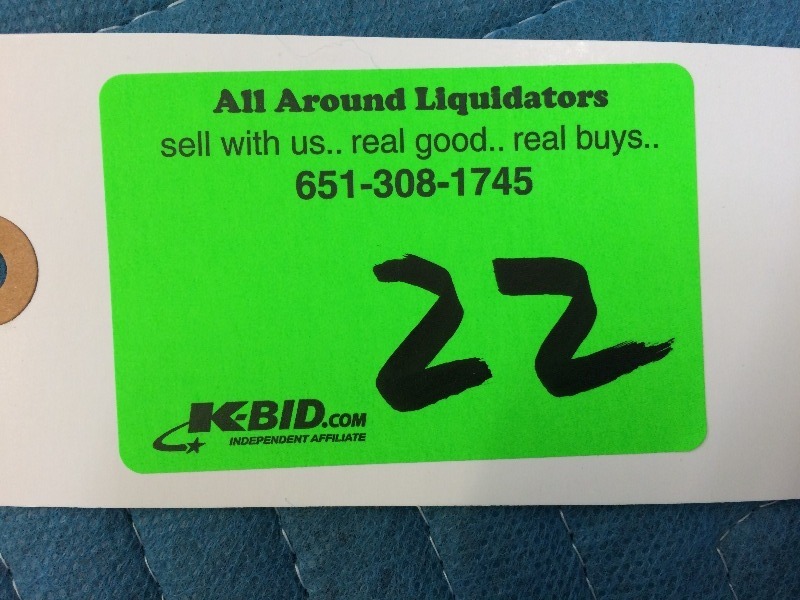 All Around Liquidators
sell with us.. real good.. real buys..
651-308-1745
22
K-BID.COM
INDEPENDENT AFFILIATE